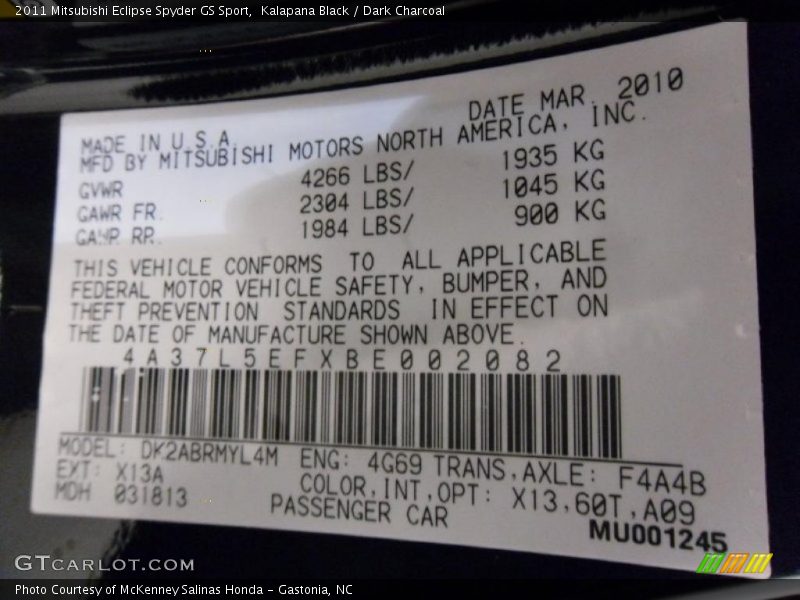 2011 Mitsubishi Eclipse Spyder GS Sport,  Kalapana Black / Dark Charcoal
DATE MAR. 2010
MADE IN U.S.A.
MFD BY MITSUBISHI MOTORS NORTH AMERICA, INC.
GVWR 4266 LBS/ 1935 KG
GAWR FR. 2304 LBS/ 1045 KG
GAWR RR. 1984 LBS/ 900 KG
THIS VEHICLE CONFORMS TO ALL APPLICABLE
FEDERAL MOTOR VEHICLE SAFETY, BUMPER, AND
THEFT PREVENTION STANDARDS IN EFFECT ON
THE DATE OF MANUFACTURE SHOWN ABOVE.
4A37L5EFXBE002082
MODEL: DK2ABRMYL4M ENG: 4G69 TRANS,AXLE: F4A4B
EXT: X13A COLOR,INT,OPT: X13,60T,A09
MDH 031813 PASSENGER CAR
MU001245
GTCARLOT.COM
Photo Courtesy of McKenney Salinas Honda - Gastonia, NC